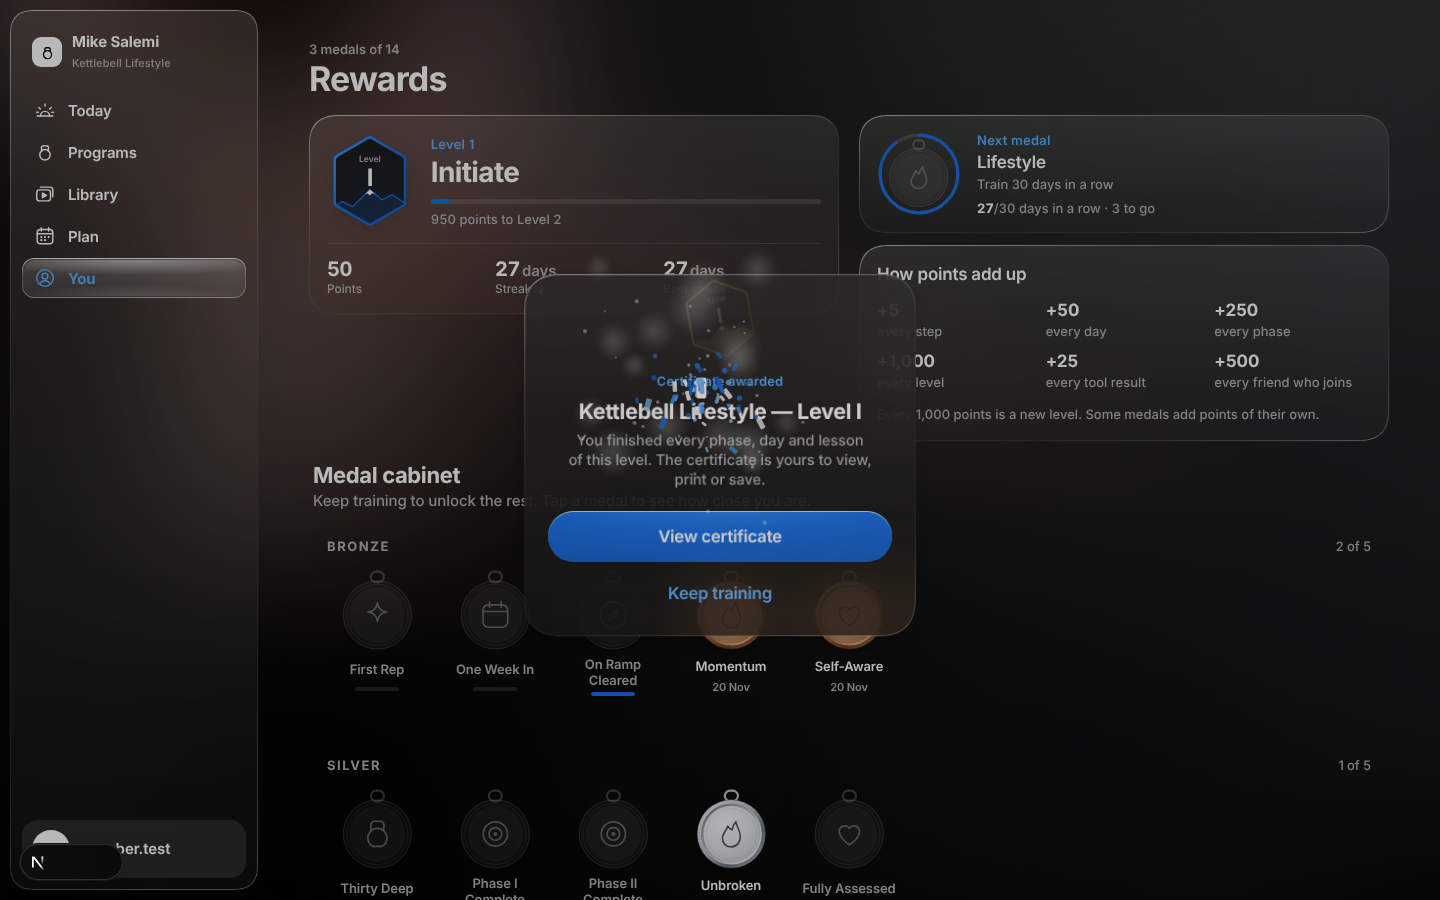 Mike Salemi
Kettlebell Lifestyle
Today
Programs
Library
Plan
You
ber.test
N
3 medals of 14
Rewards
Level
I
Level 1
Initiate
950 points to Level 2
50
Points
27 days
Streak
27 days
Next medal
Lifestyle
Train 30 days in a row
27/30 days in a row · 3 to go
How points add up
+5
every step
+50
every day
+250
every phase
+1,000
every level
+25
every tool result
+500
every friend who joins
Every 1,000 points is a new level. Some medals add points of their own.
Certificate awarded
Kettlebell Lifestyle — Level I
You finished every phase, day and lesson
of this level. The certificate is yours to view,
print or save.
View certificate
Keep training
Medal cabinet
Keep training to unlock the rest. Tap a medal to see how close you are.
BRONZE
2 of 5
First Rep
One Week In
On Ramp
Cleared
Momentum
20 Nov
Self-Aware
20 Nov
SILVER
1 of 5
Thirty Deep
Phase I
Complete
Phase II
Complete
Unbroken
Fully Assessed